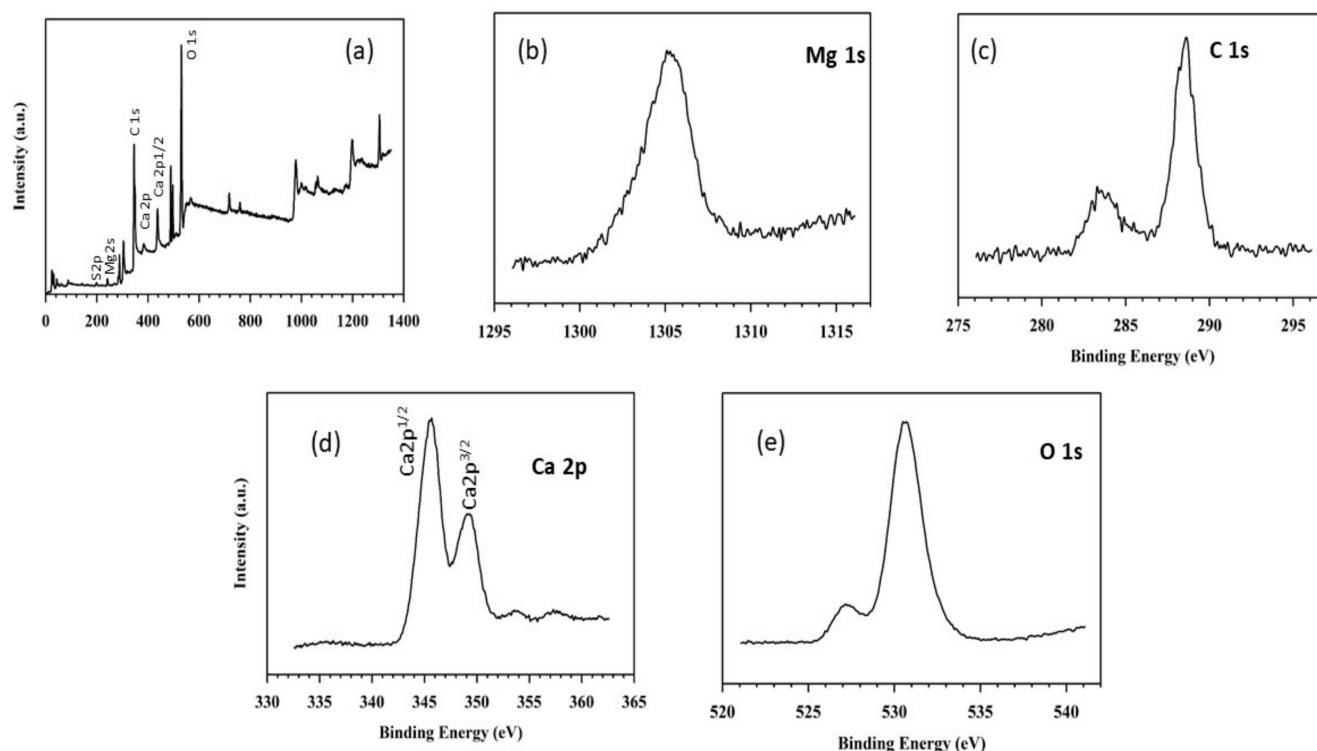 (a)
Intensity (a.u.)
S2p
Mg2s
C 1s
Ca 2p
Ca 2p1/2
O 1s
0 200 400 600 800 1000 1200 1400
(b)
Mg 1s
1295 1300 1305 1310 1315
(c)
C 1s
275 280 285 290 295
Binding Energy (eV)
(d)
Ca2p1/2
Ca2p3/2
Ca 2p
Intensity (a.u.)
330 335 340 345 350 355 360 365
Binding Energy (eV)
(e)
O 1s
520 525 530 535 540
Binding Energy (eV)